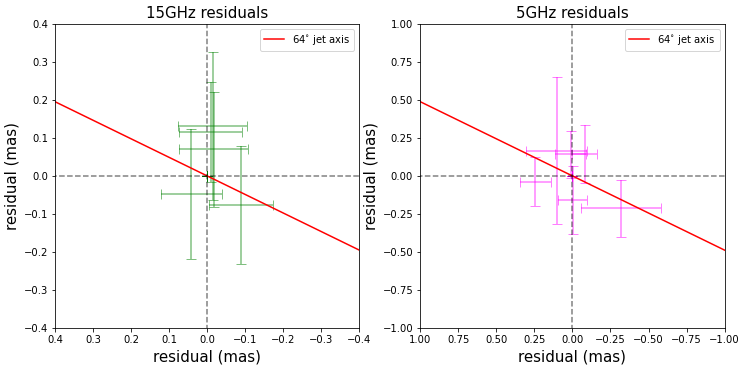 15GHz residuals
5GHz residuals
64° jet axis
64° jet axis
residual (mas)
0.4
0.3
0.2
0.1
0.0
−0.1
−0.2
−0.3
−0.4
0.4 0.3 0.2 0.1 0.0 −0.1 −0.2 −0.3 −0.4
residual (mas)
residual (mas)
1.00
0.75
0.50
0.25
0.00
−0.25
−0.50
−0.75
−1.00
1.00 0.75 0.50 0.25 0.00 −0.25 −0.50 −0.75 −1.00
residual (mas)